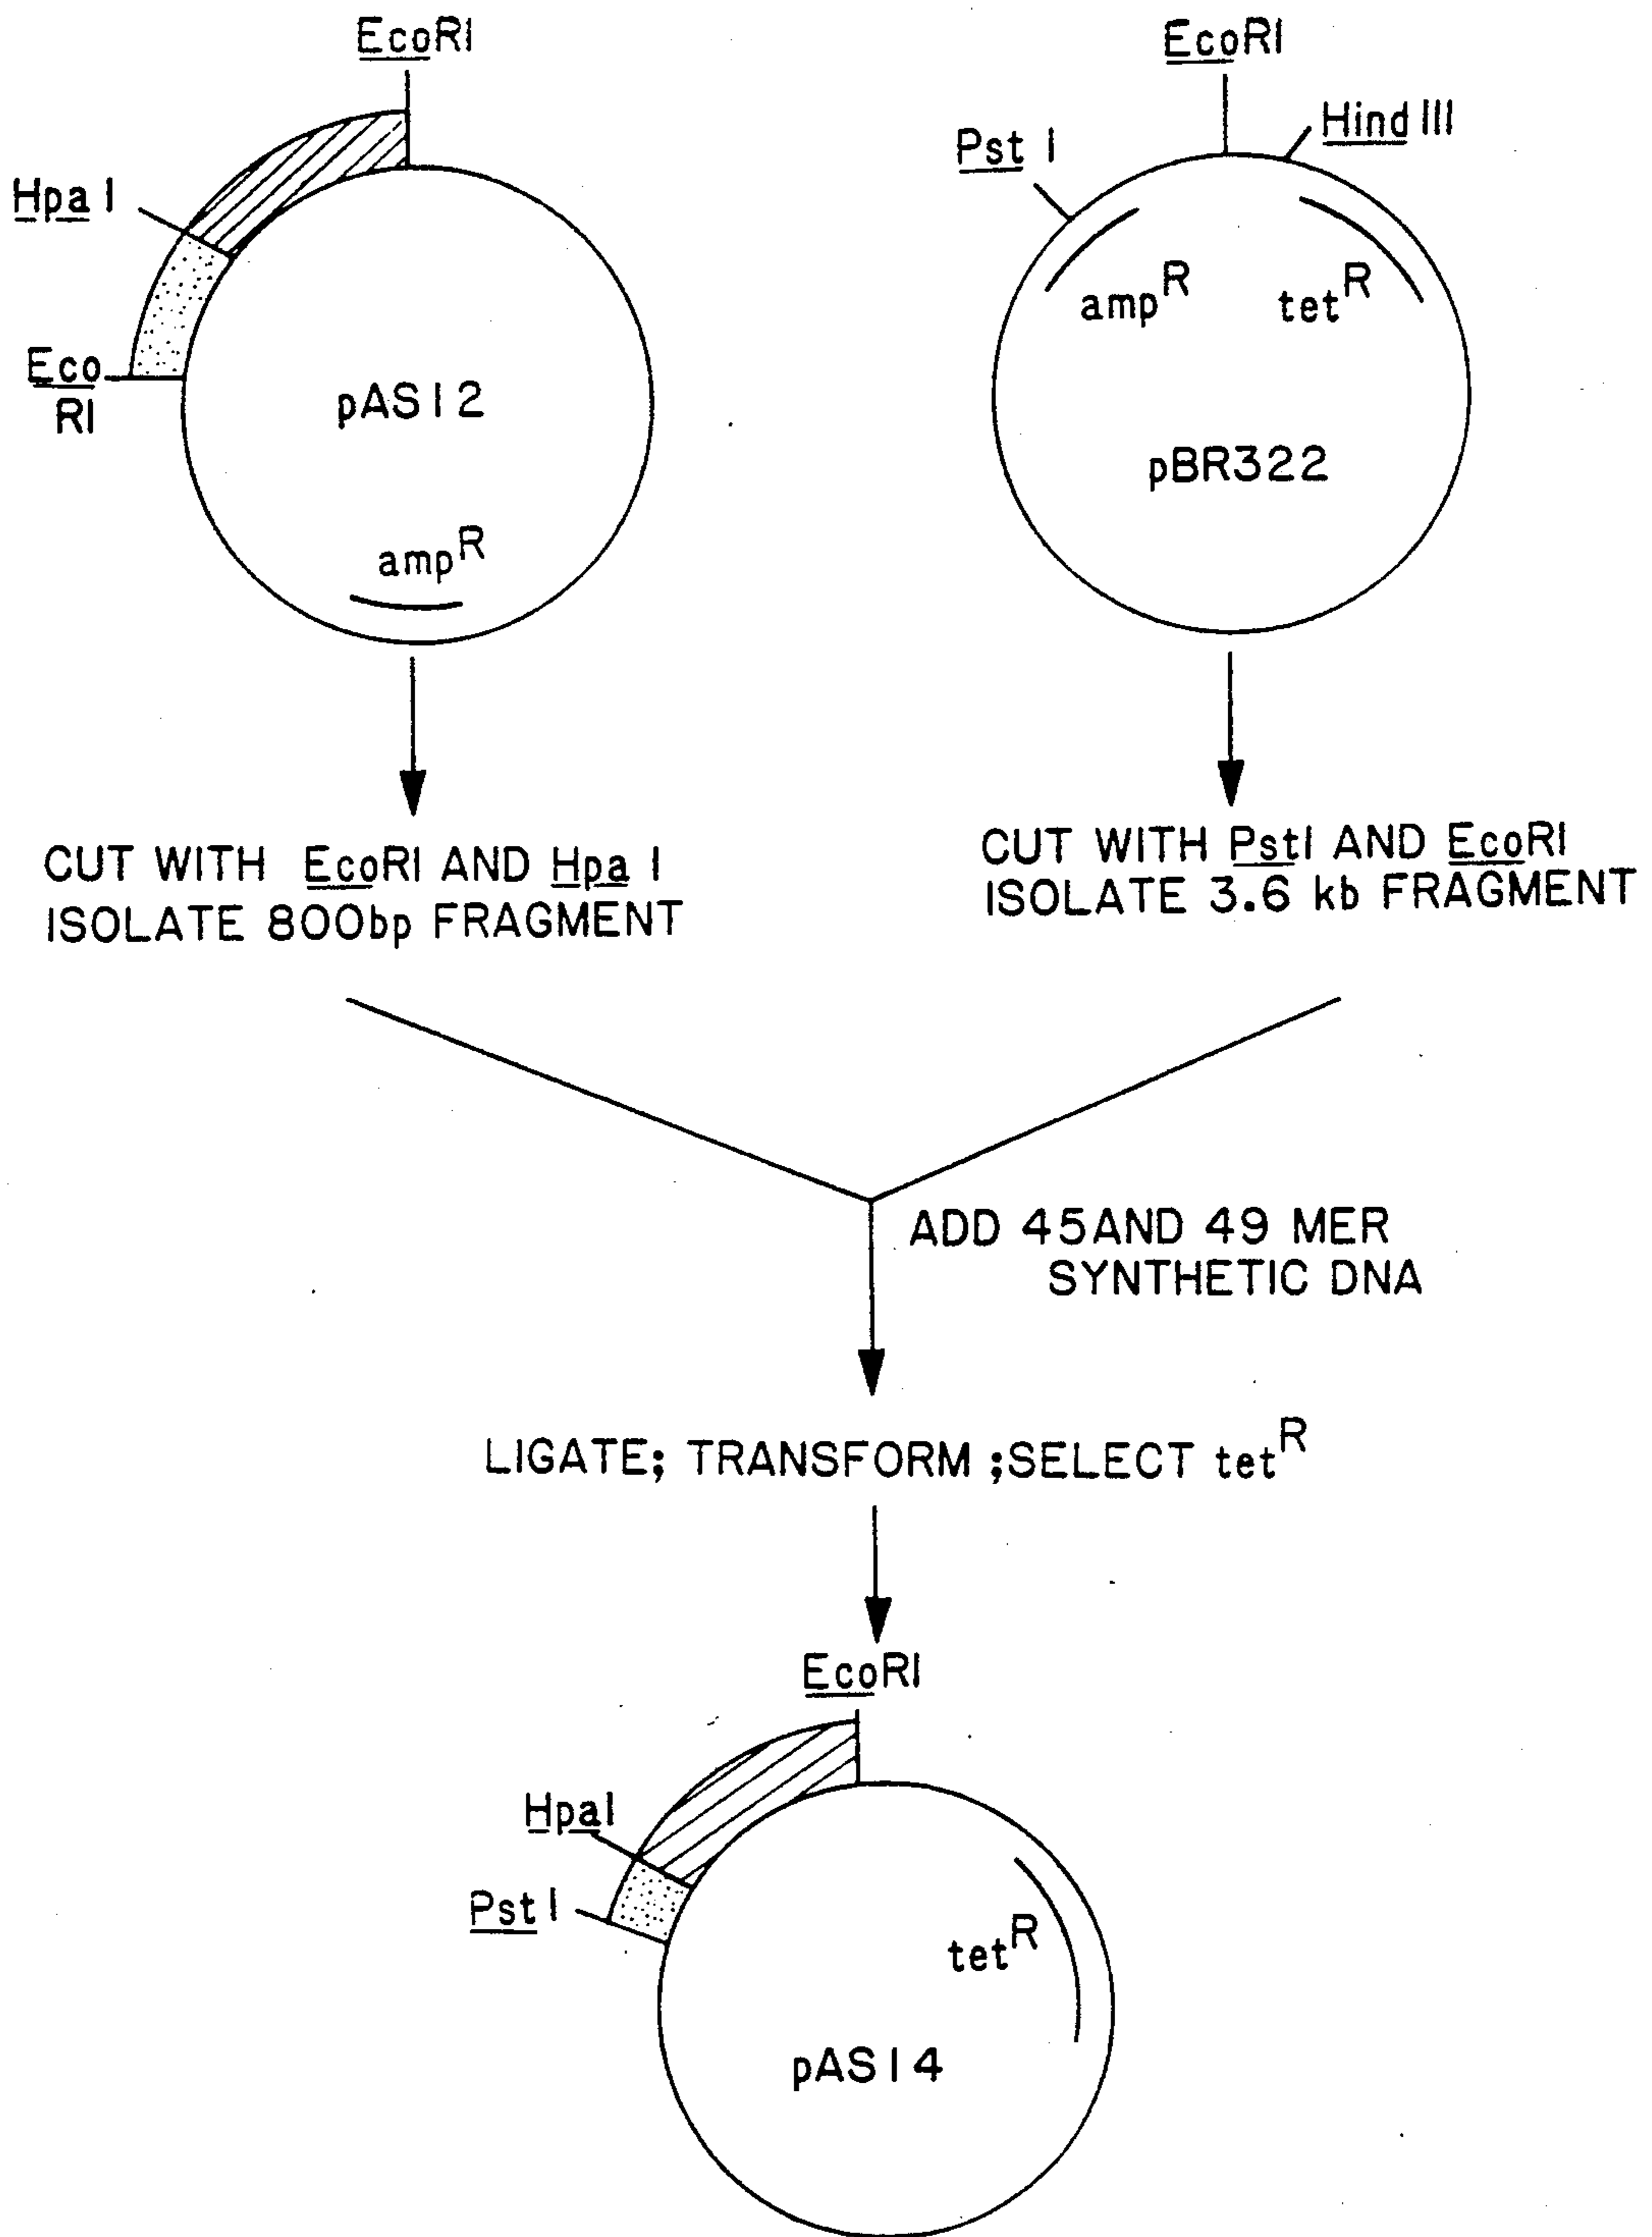 EcoRI
HpaI
Eco
RI
pAS12
ampR
EcoRI
Pst I
Hind III
ampR
tetR
pBR322
CUT WITH EcoRI AND Hpa I
ISOLATE 800bp FRAGMENT
CUT WITH PstI AND EcoRI
ISOLATE 3.6 kb FRAGMENT
ADD 45AND 49 MER
SYNTHETIC DNA
LIGATE; TRANSFORM ;SELECT tetR
EcoRI
HpaI
Pst I
tetR
pAS14